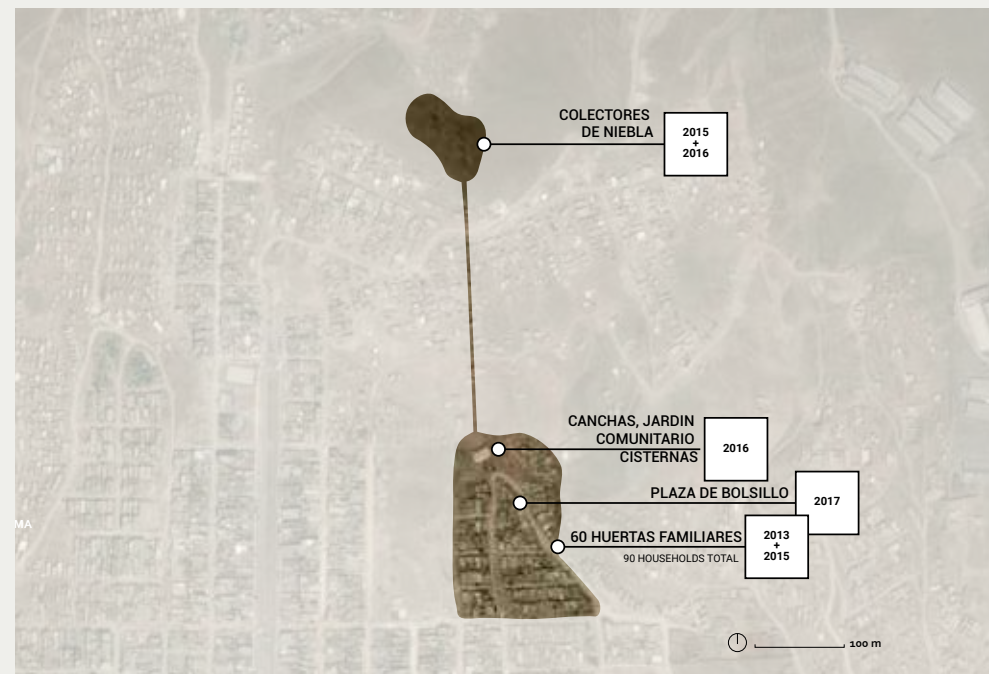 COLECTORES
DE NIEBLA
2015
+
2016
CANCHAS, JARDIN
COMUNITARIO
CISTERNAS
2016
PLAZA DE BOLSILLO
2017
MA
60 HUERTAS FAMILIARES
90 HOUSEHOLDS TOTAL
2013
+
2015
100 m